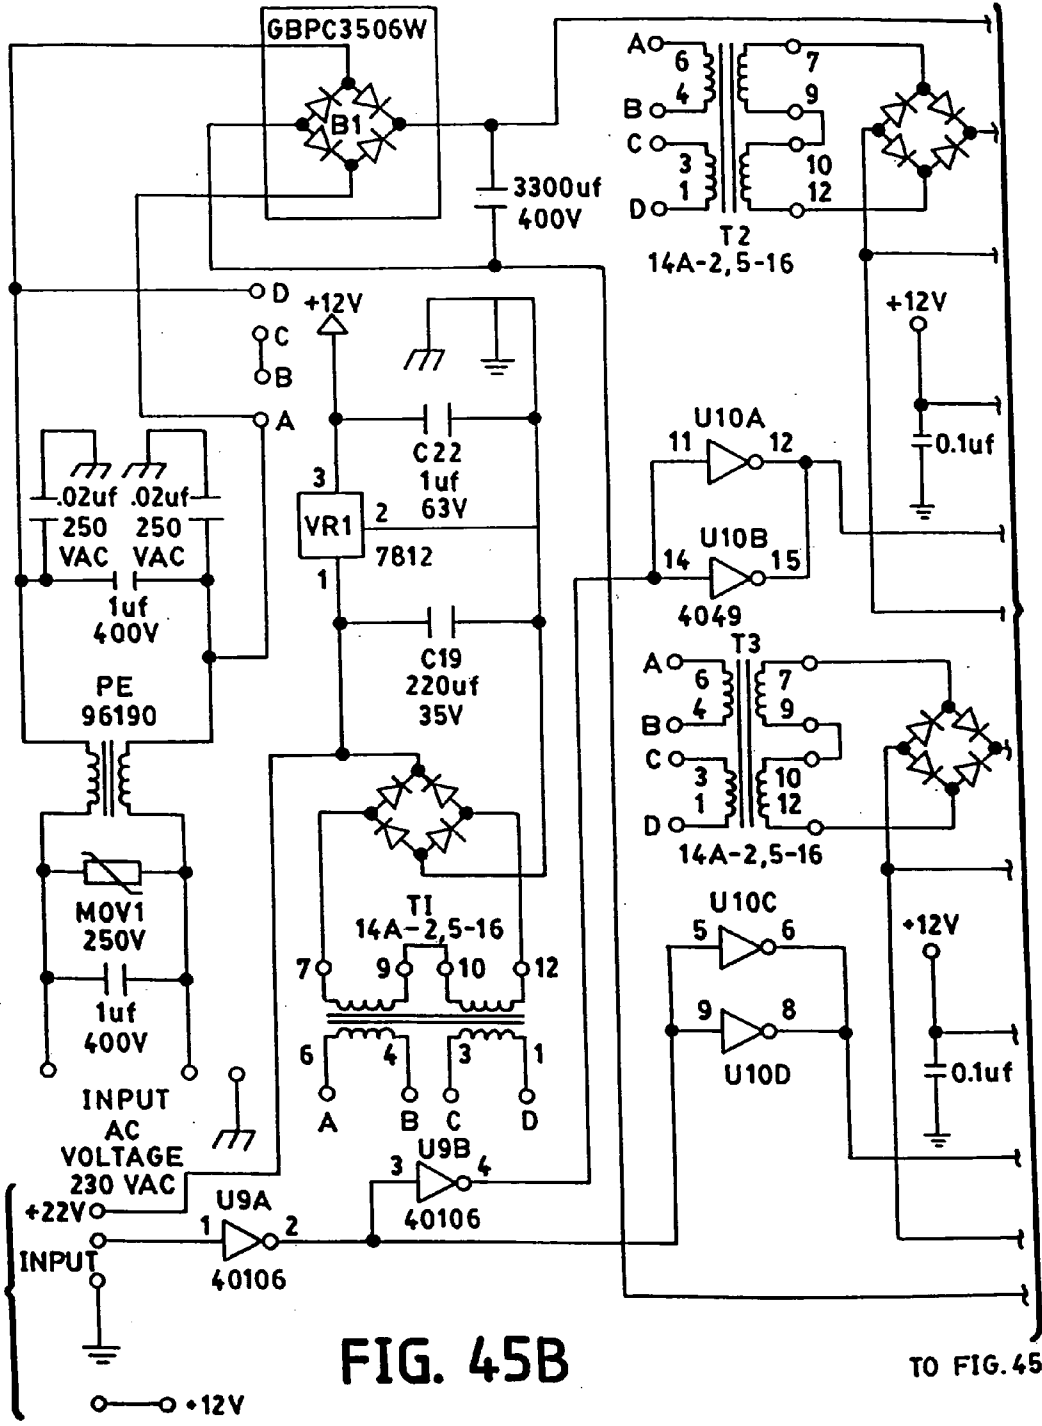 GBPC3506W
B1
3300uf
400V
A
6
4
B
C
3
1
D
7
9
10
12
T2
14A-2,5-16
D
C
B
A
+12V
+12V
0.1uf
C22
1uf
63V
3
VR1
2
7812
1
.02uf
250
VAC
.02uf
250
VAC
1uf
400V
C19
220uf
35V
U10A
11
12
U10B
14
15
4049
PE
96190
T3
A
6
4
B
C
3
1
D
7
9
10
12
14A-2,5-16
MOV1
250V
1uf
400V
T1
14A-2,5-16
7
9
10
12
6
4
3
1
A
B
C
D
U10C
5
6
9
8
U10D
+12V
0.1uf
INPUT
AC
VOLTAGE
230 VAC
U9B
3
4
40106
+22V
INPUT
U9A
1
2
40106
+12V
FIG. 45B
TO FIG. 45